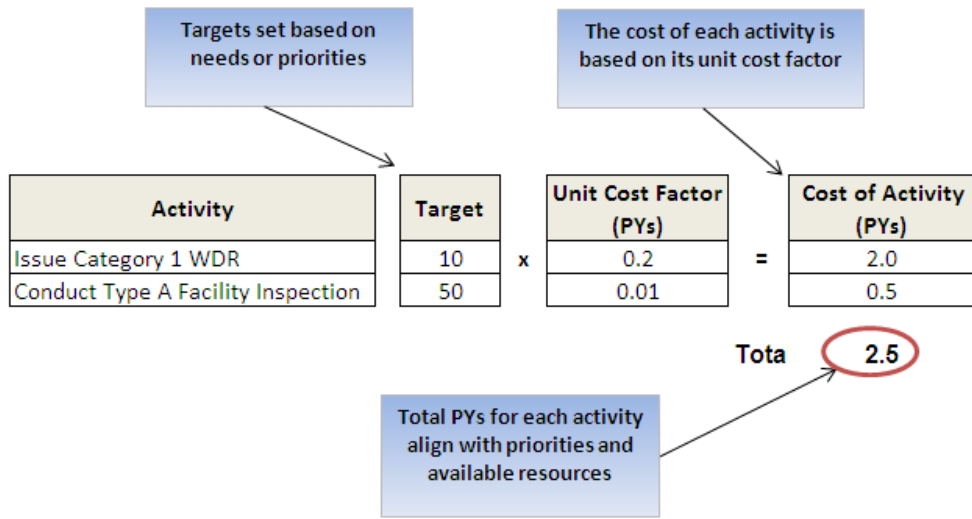 Targets set based on
needs or priorities
The cost of each activity is
based on its unit cost factor
Activity
Target
Unit Cost Factor
(PYs)
Cost of Activity
(PYs)
Issue Category 1 WDR 10 x 0.2 = 2.0
Conduct Type A Facility Inspection 50 0.01 0.5
Tota 2.5
Total PYs for each activity
align with priorities and
available resources